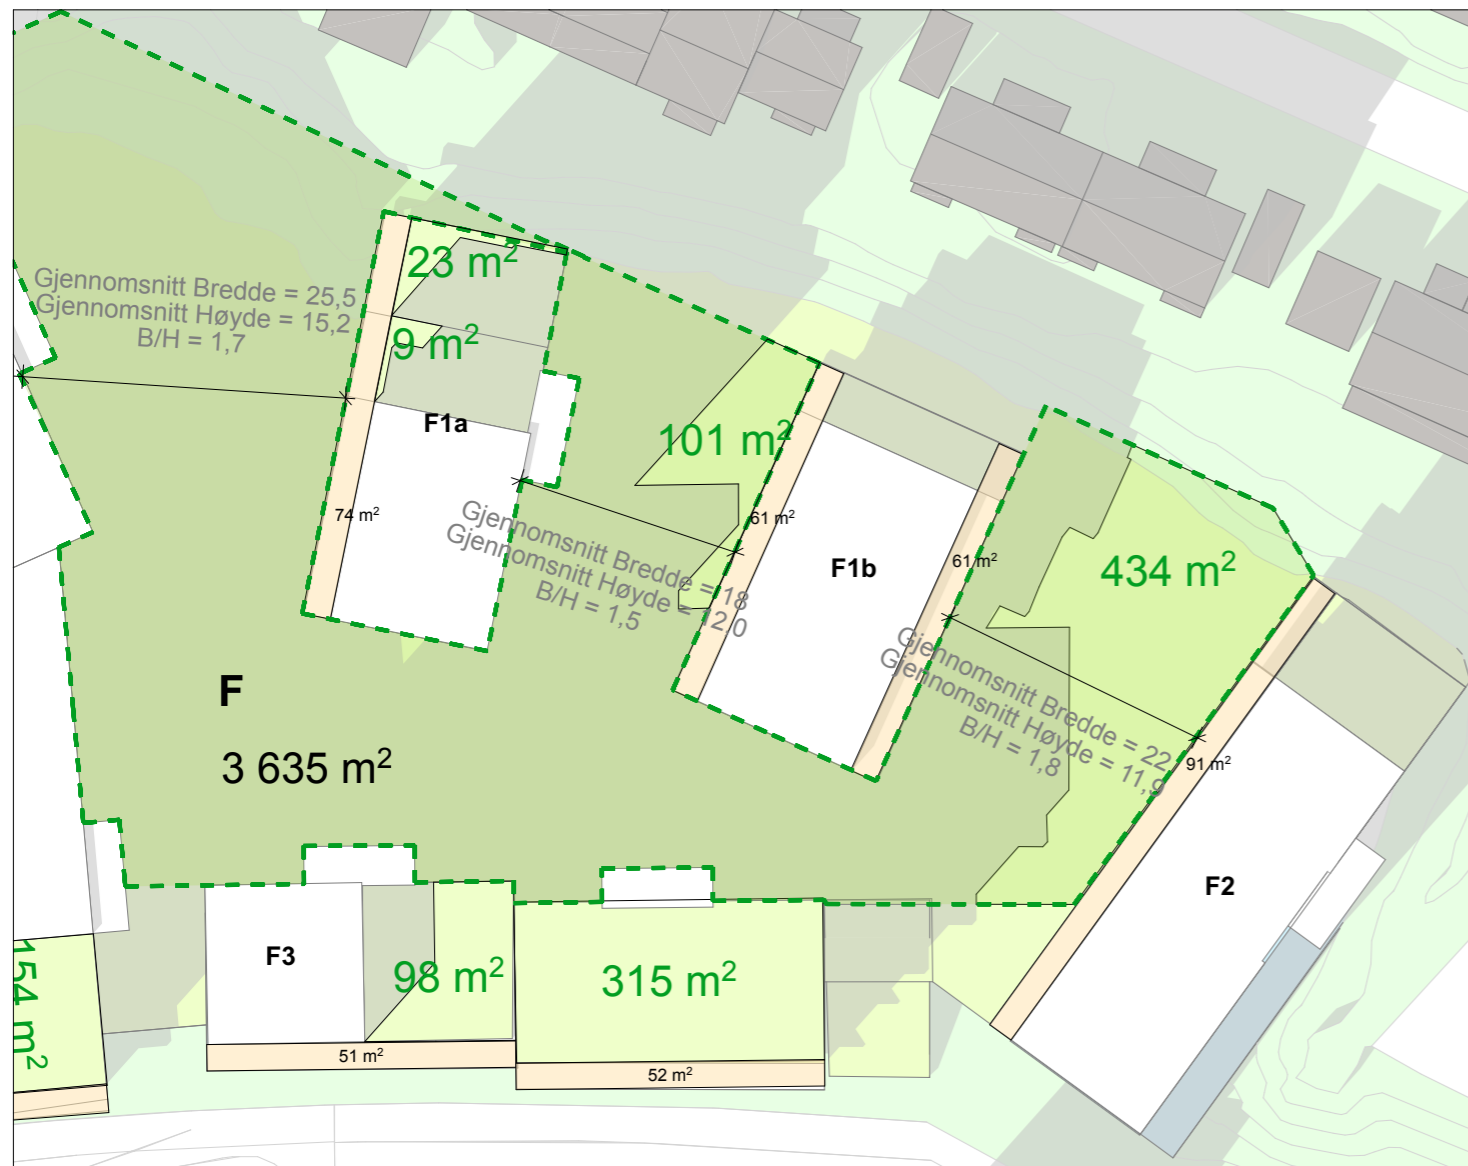 23 m²
Gjennomsnitt Bredde = 25,5
Gjennomsnitt Høyde = 15,2
B/H = 1,7
9 m²
F1a
101 m²
74 m²
61 m²
Gjennomsnitt Bredde = 18
Gjennomsnitt Høyde = 12,0
B/H = 1,5
F1b
61 m²
434 m²
Gjennomsnitt Bredde = 22
Gjennomsnitt Høyde = 11,9
B/H = 1,8
91 m²
F
3 635 m²
F2
F3
98 m²
315 m²
154 m²
51 m²
52 m²